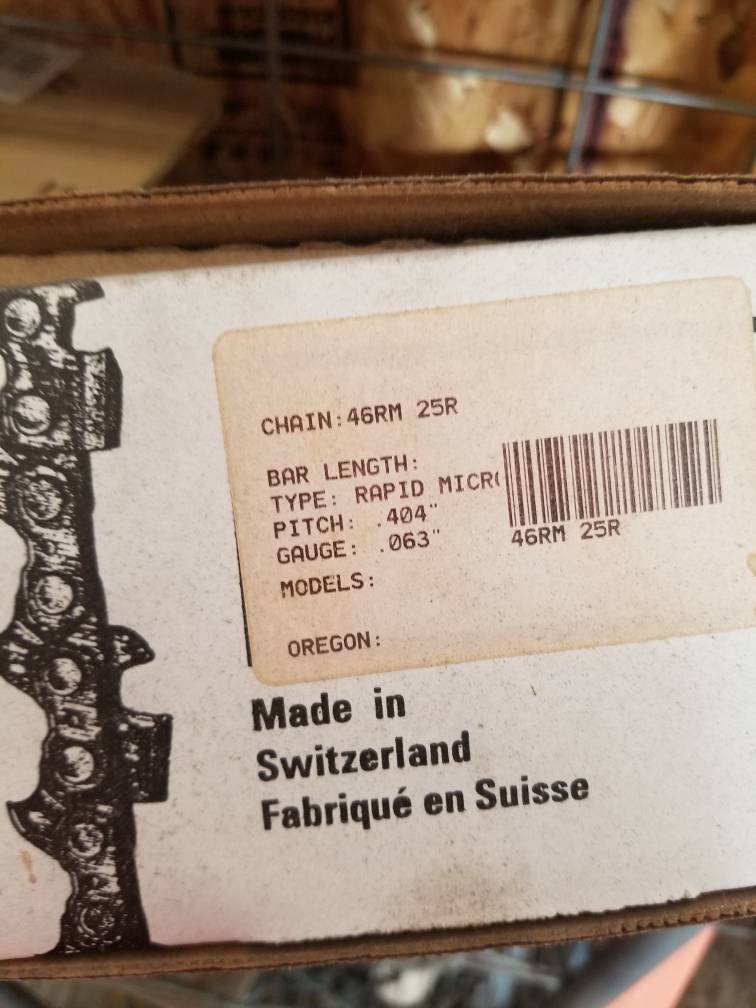 CHAIN:46RM 25R
BAR LENGTH:
TYPE: RAPID MICR
PITCH: .404"
GAUGE: .063"
46RM 25R
MODELS:
OREGON:
Made in
Switzerland
Fabriqué en Suisse